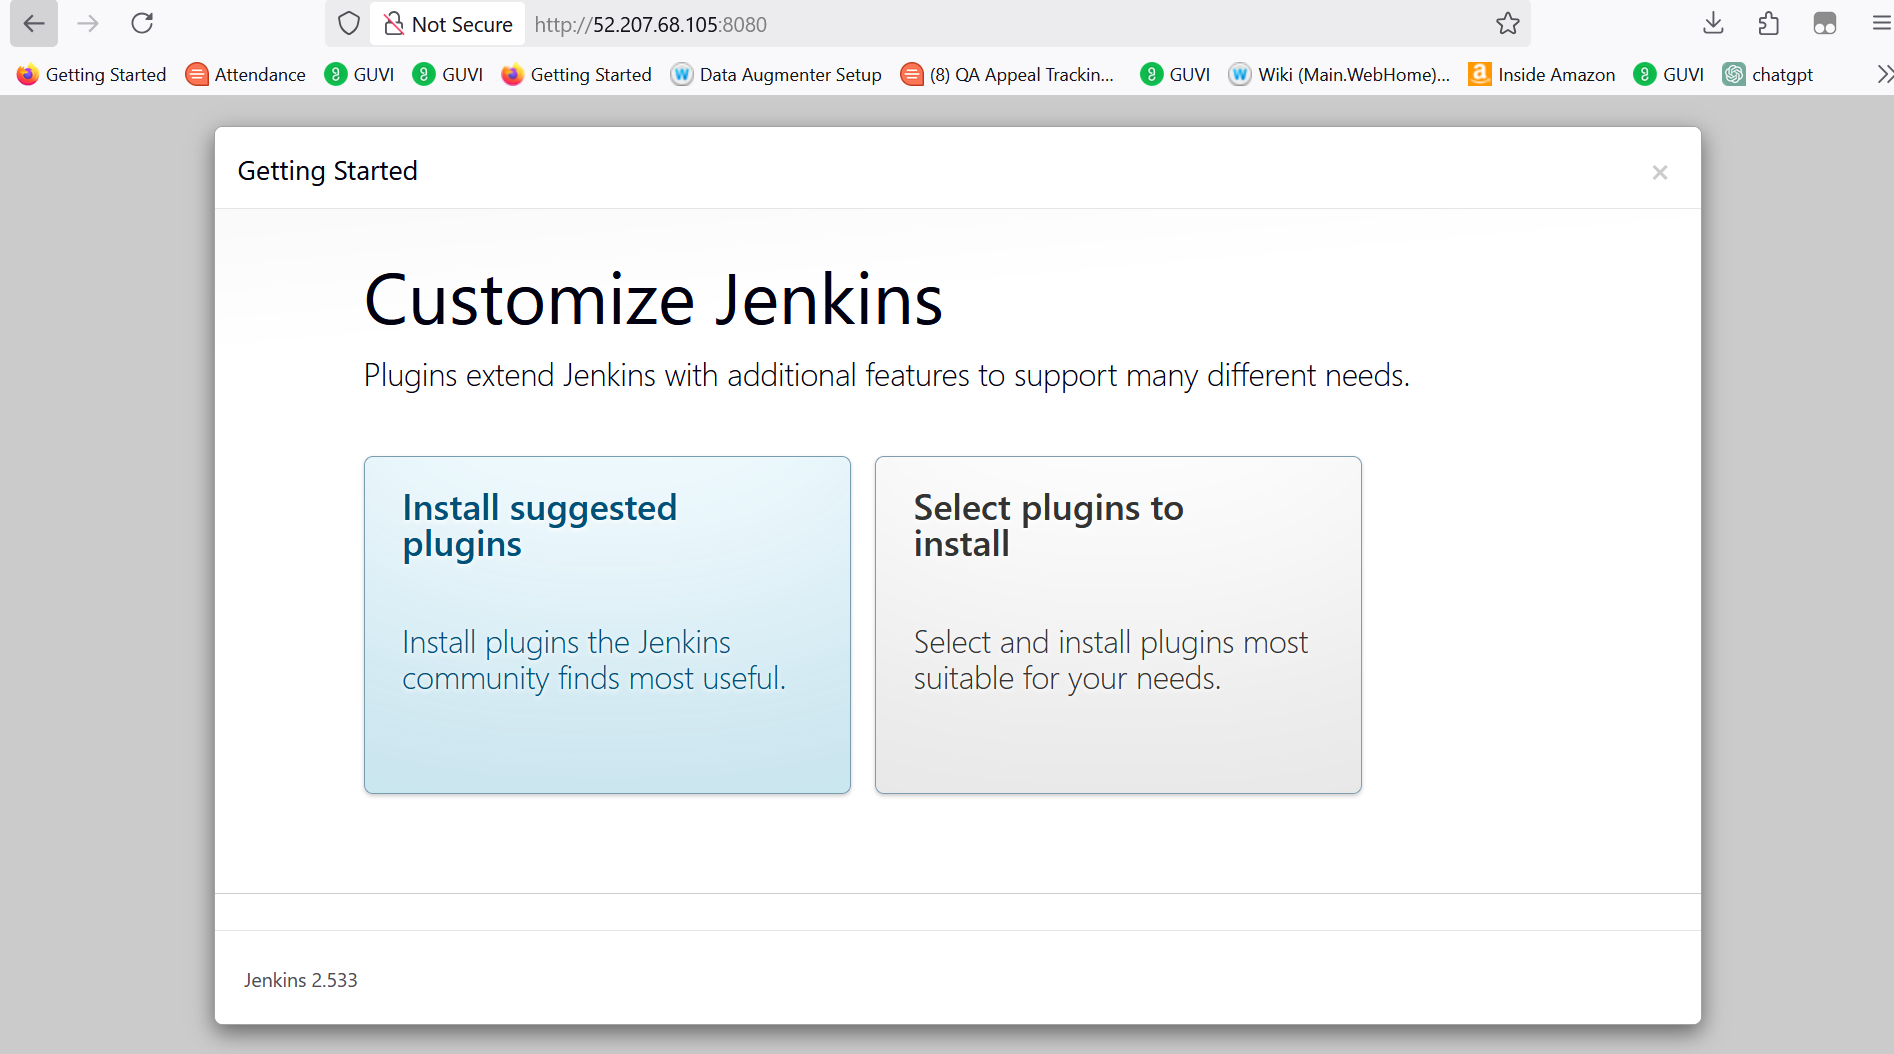 Not Secure http://52.207.68.105:8080
Getting Started Attendance GUVI GUVI Getting Started Data Augmenter Setup (8) QA Appeal Trackin... GUVI Wiki (Main.WebHome)... Inside Amazon GUVI chatgpt
Getting Started
Customize Jenkins
Plugins extend Jenkins with additional features to support many different needs.
Install suggested
plugins
Install plugins the Jenkins
community finds most useful.
Select plugins to
install
Select and install plugins most
suitable for your needs.
Jenkins 2.533